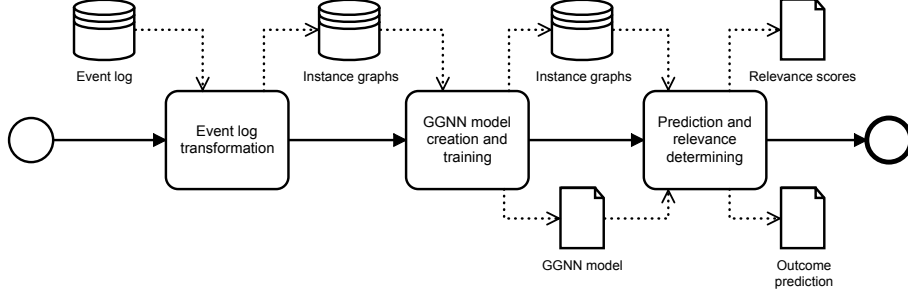 Event log
Instance graphs
Instance graphs
Relevance scores
Event log
transformation
GGNN model
creation and
training
Prediction and
relevance
determining
GGNN model
Outcome
prediction